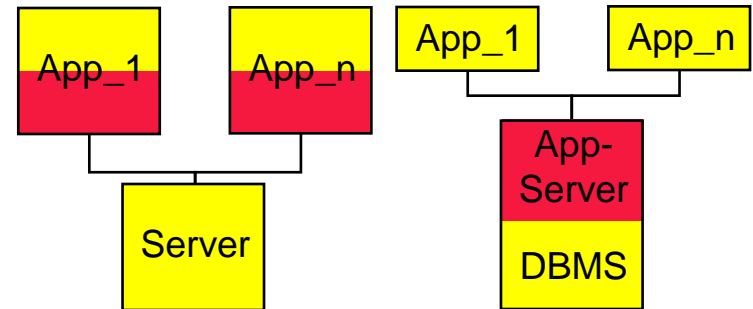 App_1
App_n
Server
App_1
App_n
App-
Server
DBMS